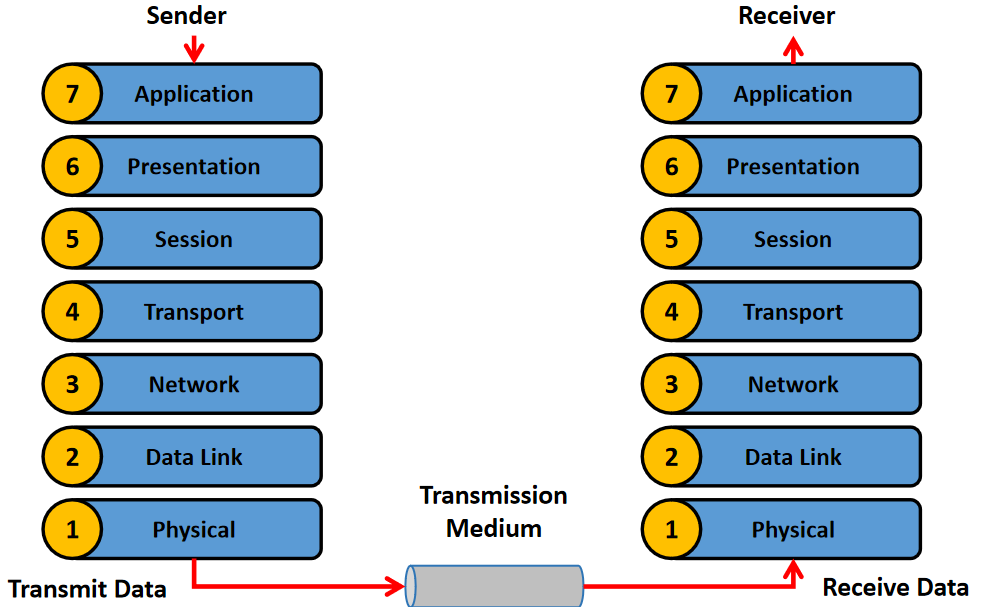 Sender
Receiver
7 Application
7 Application
6 Presentation
6 Presentation
5 Session
5 Session
4 Transport
4 Transport
3 Network
3 Network
2 Data Link
2 Data Link
Transmission
Medium
1 Physical
1 Physical
Transmit Data
Receive Data